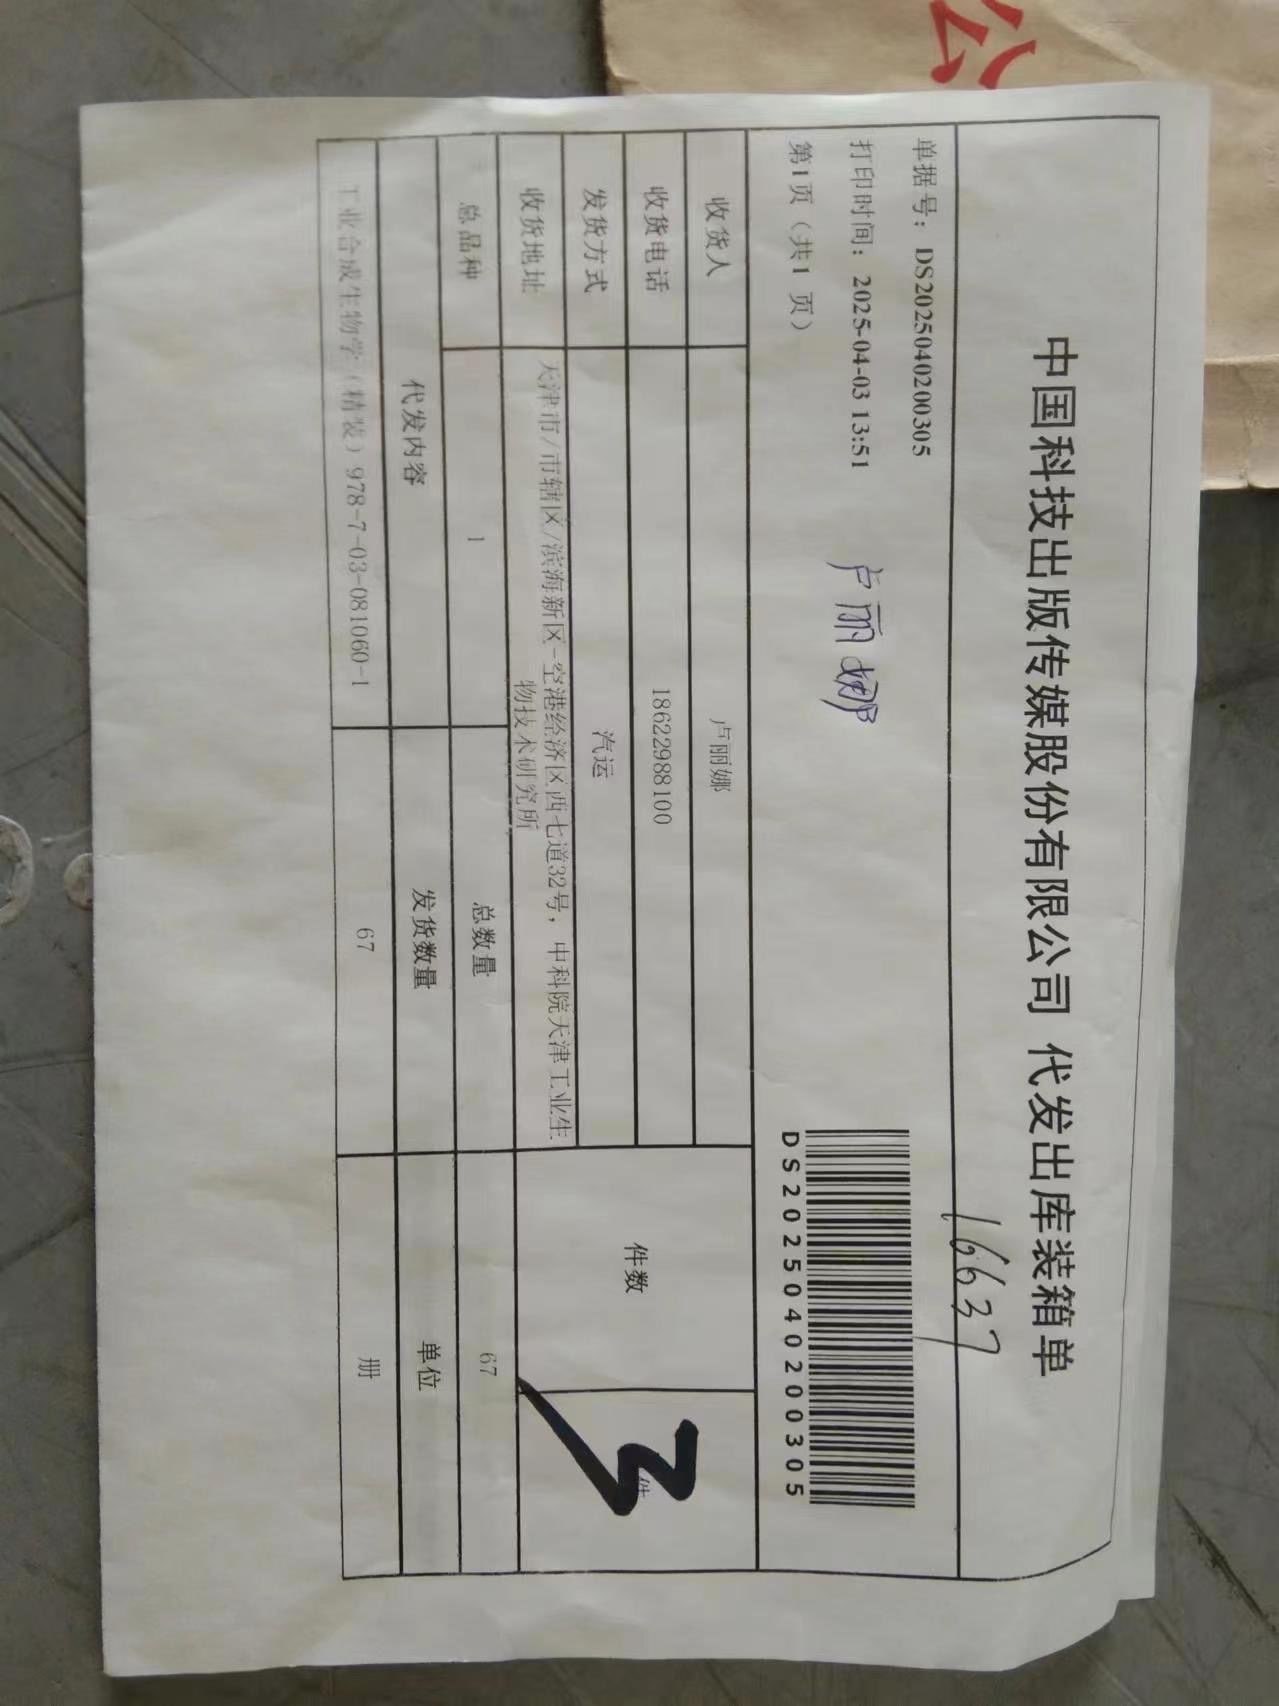 公
中国科技出版传媒股份有限公司 代发出库装箱单
16637
单据号：DS2025040200305
打印时间：2025-04-03 13:51
第1页（共1 页）
卢丽娜
DS2025040200305
收货人 卢丽娜
收货电话 18622988100
发货方式 汽运
件数 3 件
收货地址 天津市/市辖区/滨海新区-空港经济区西七道32号，中科院天津工业生
物技术研究所
总品种 1 总数量 67
代发内容 发货数量 单位
工业合成生物学（精装）978-7-03-081060-1 67 册